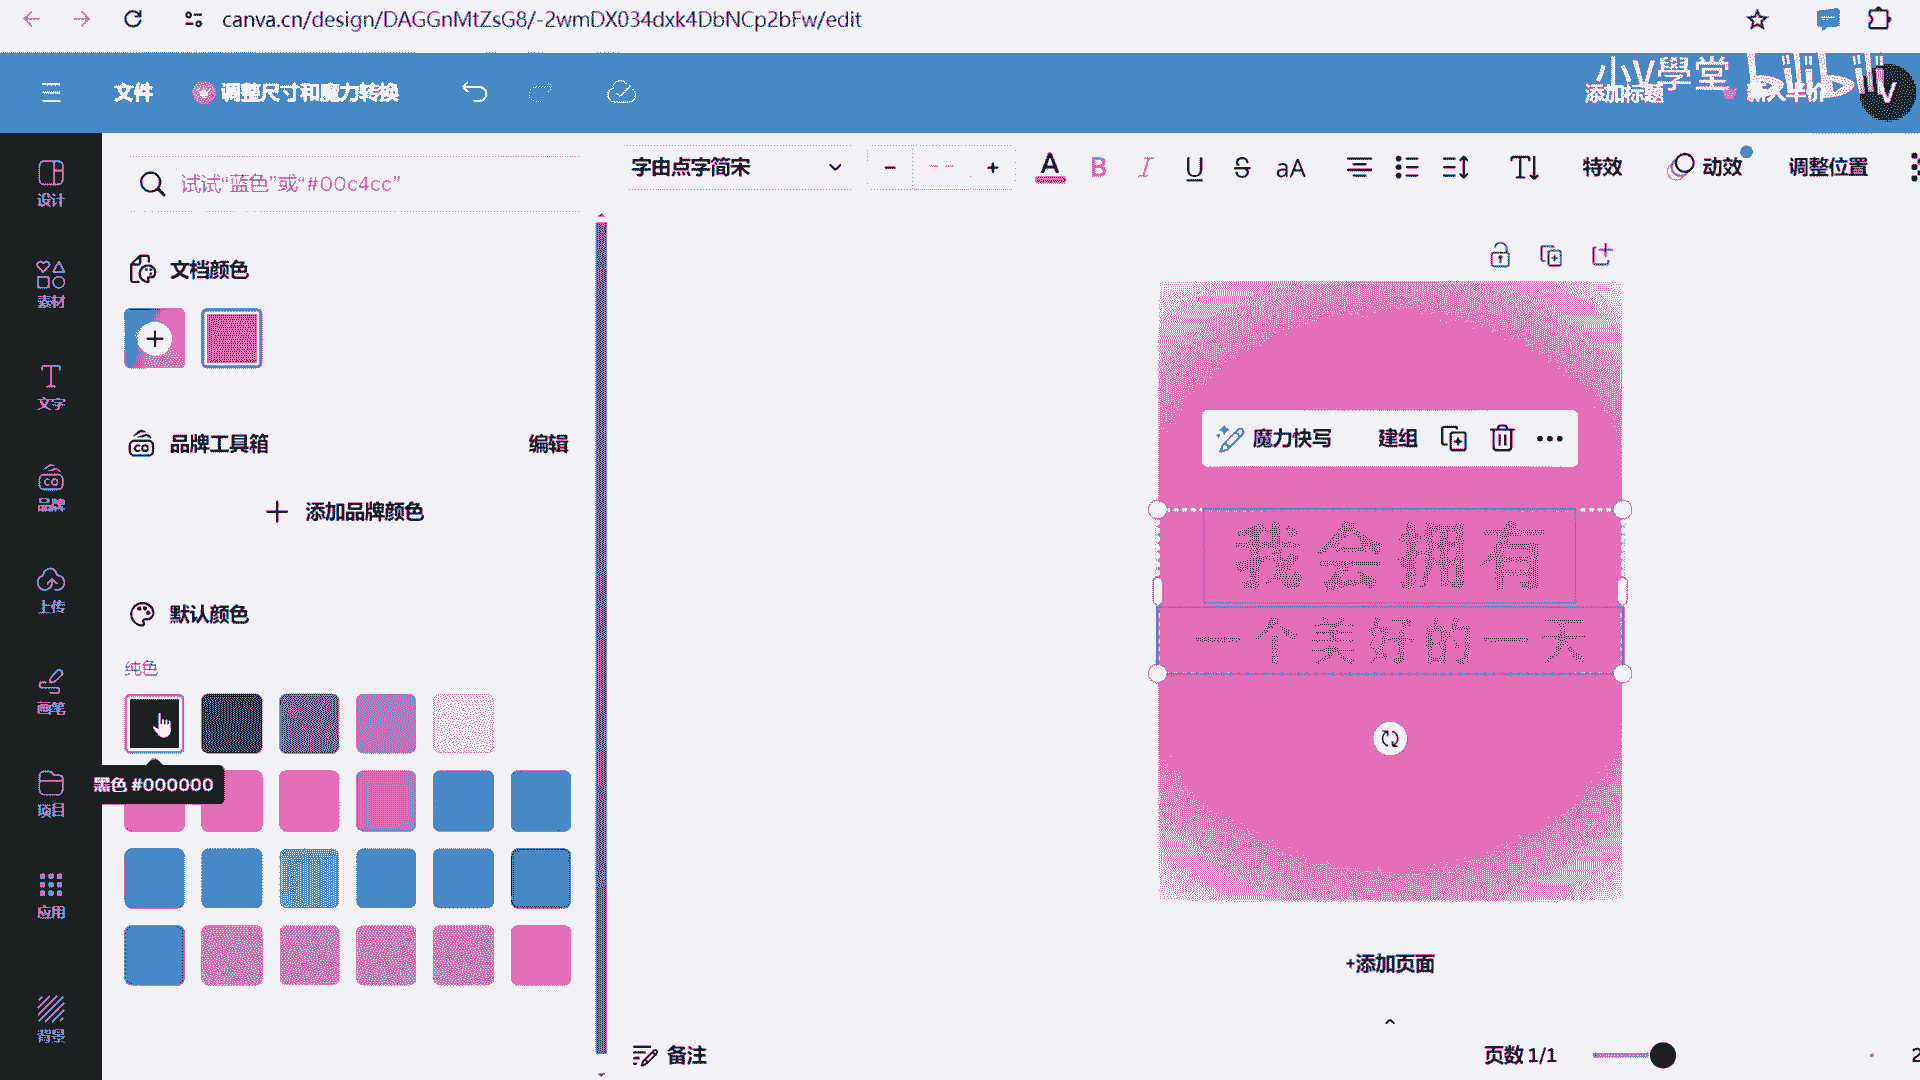 canva.cn/design/DAGGnMtZsG8/-2wmDX034dxk4DbNCp2bFw/edit
小V學堂 bilibili
文件 调整尺寸和魔力转换 添加标题 新人半价 V
设计
素材
文字
品牌
上传
画笔
项目
应用
背景
试试“蓝色”或“#00c4cc”
文档颜色
品牌工具箱 编辑
添加品牌颜色
默认颜色
纯色
黑色 #000000
字由点字简宋 - -- + A B I U S aA 特效 动效 调整位置
魔力快写 建组
我会拥有
一个美好的一天
+添加页面
备注 页数 1/1